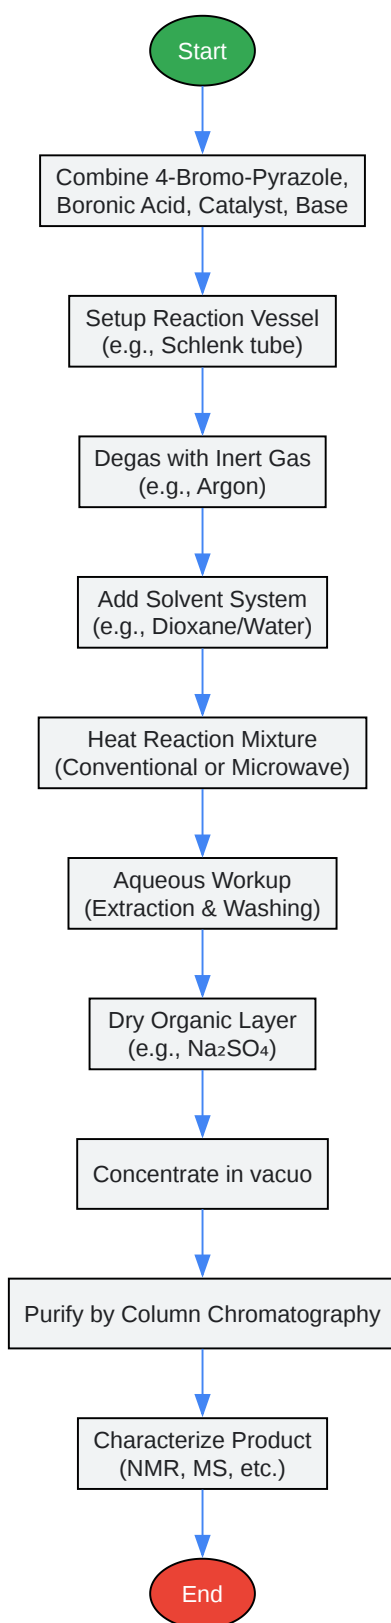 Start
Combine 4-Bromo-Pyrazole,
Boronic Acid, Catalyst, Base
Setup Reaction Vessel
(e.g., Schlenk tube)
Degas with Inert Gas
(e.g., Argon)
Add Solvent System
(e.g., Dioxane/Water)
Heat Reaction Mixture
(Conventional or Microwave)
Aqueous Workup
(Extraction & Washing)
Dry Organic Layer
(e.g., Na₂SO₄)
Concentrate in vacuo
Purify by Column Chromatography
Characterize Product
(NMR, MS, etc.)
End